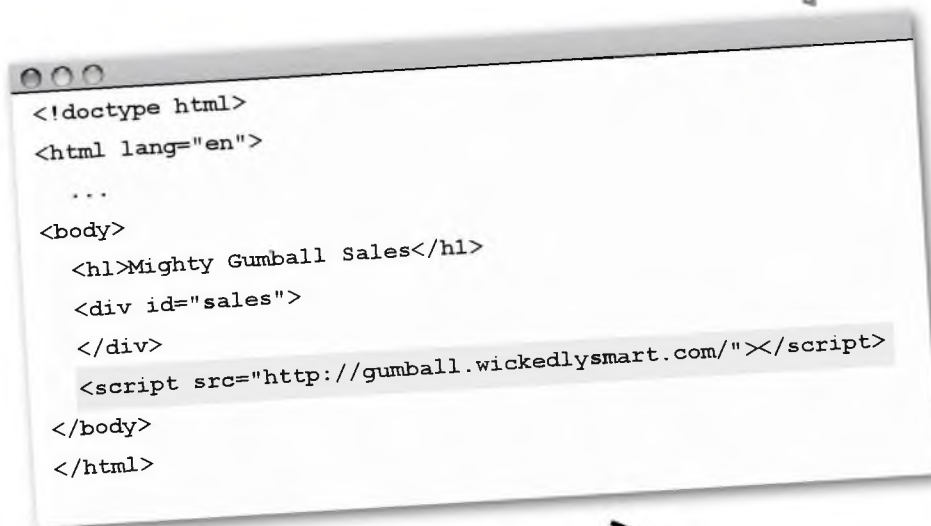 <!doctype html>
<html lang="en">
...
<body>
<h1>Mighty Gumball Sales</h1>
<div id="sales">
</div>
<script src="http://gumball.wickedlysmart.com/"></script>
</body>
</html>